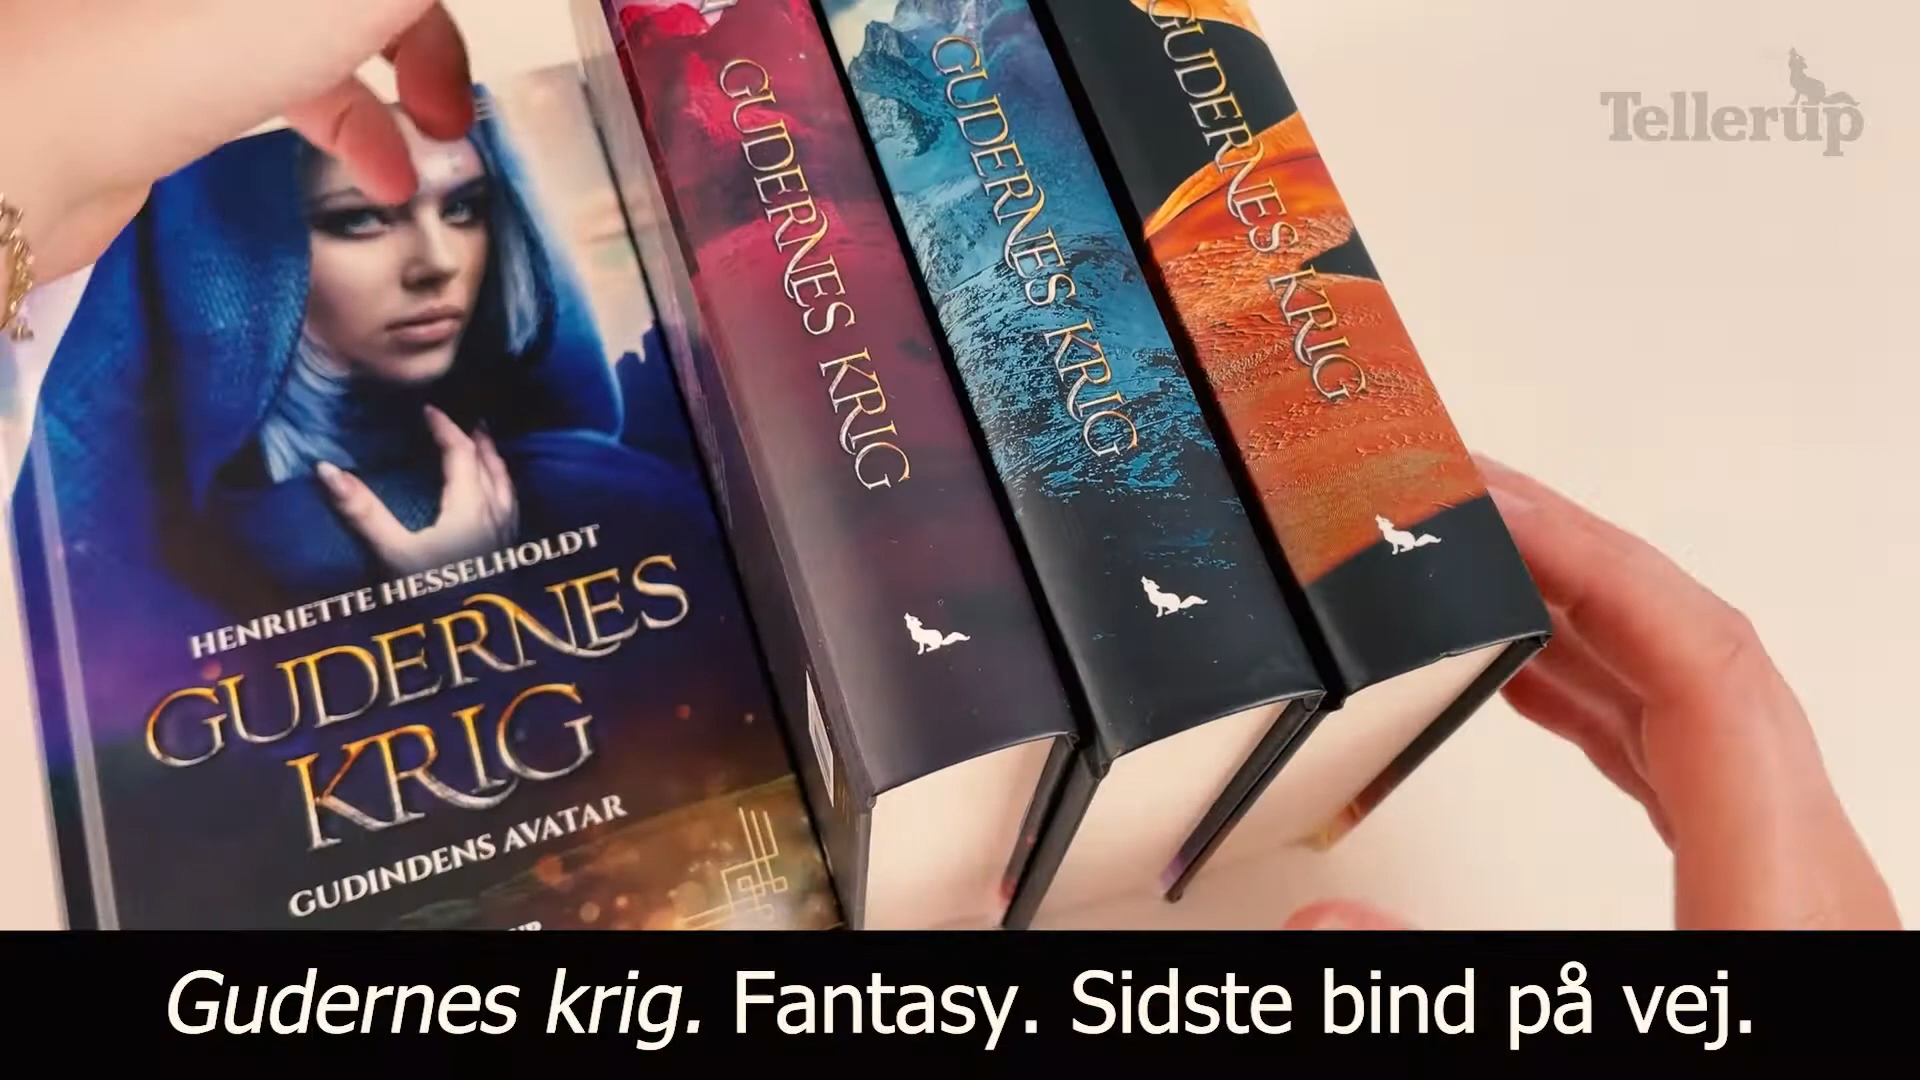 Tellerup
HENRIETTE HESSELHOLDT
GUDERNES
KRIG
GUDINDENS AVATAR
GUDERNES KRIG
GUDERNES KRIG
GUDERNES KRIG
Gudernes krig. Fantasy. Sidste bind på vej.